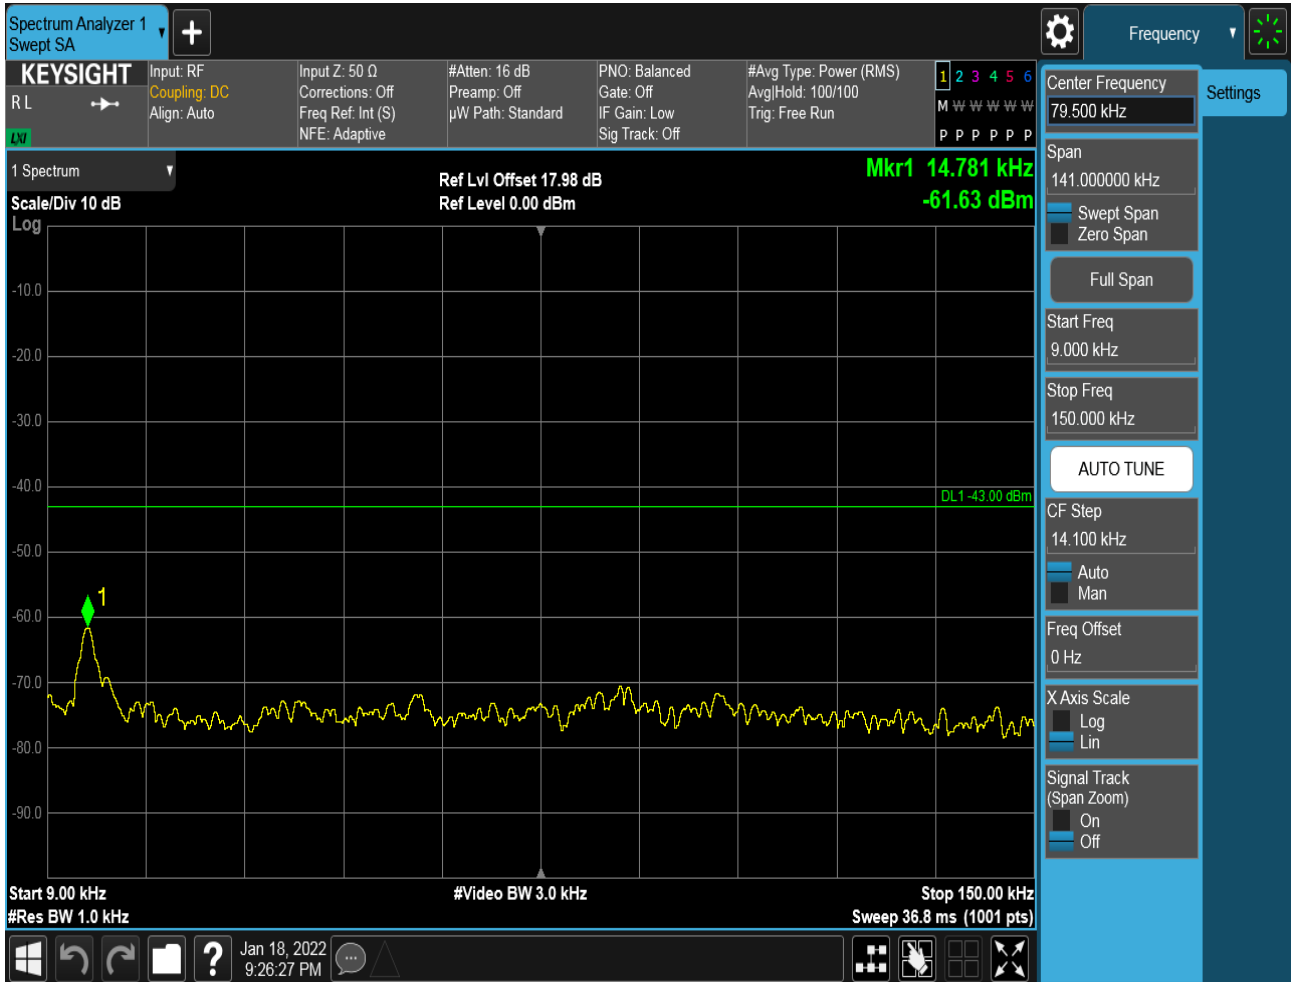 Spectrum Analyzer 1
Swept SA
Frequency
KEYSIGHT
R L
LXI
Input: RF
Coupling: DC
Align: Auto
Input Z: 50 Ω
Corrections: Off
Freq Ref: Int (S)
NFE: Adaptive
#Atten: 16 dB
Preamp: Off
µW Path: Standard
PNO: Balanced
Gate: Off
IF Gain: Low
Sig Track: Off
#Avg Type: Power (RMS)
Avg|Hold: 100/100
Trig: Free Run
1 2 3 4 5 6
M W W W W W
P P P P P P
1 Spectrum
Scale/Div 10 dB
Log
Ref Lvl Offset 17.98 dB
Ref Level 0.00 dBm
Mkr1 14.781 kHz
-61.63 dBm
-10.0
-20.0
-30.0
-40.0
DL1 -43.00 dBm
-50.0
1
-60.0
-70.0
-80.0
-90.0
Start 9.00 kHz
#Res BW 1.0 kHz
#Video BW 3.0 kHz
Stop 150.00 kHz
Sweep 36.8 ms (1001 pts)
Center Frequency
79.500 kHz
Settings
Span
141.000000 kHz
Swept Span
Zero Span
Full Span
Start Freq
9.000 kHz
Stop Freq
150.000 kHz
AUTO TUNE
CF Step
14.100 kHz
Auto
Man
Freq Offset
0 Hz
X Axis Scale
Log
Lin
Signal Track
(Span Zoom)
On
Off
?
Jan 18, 2022
9:26:27 PM